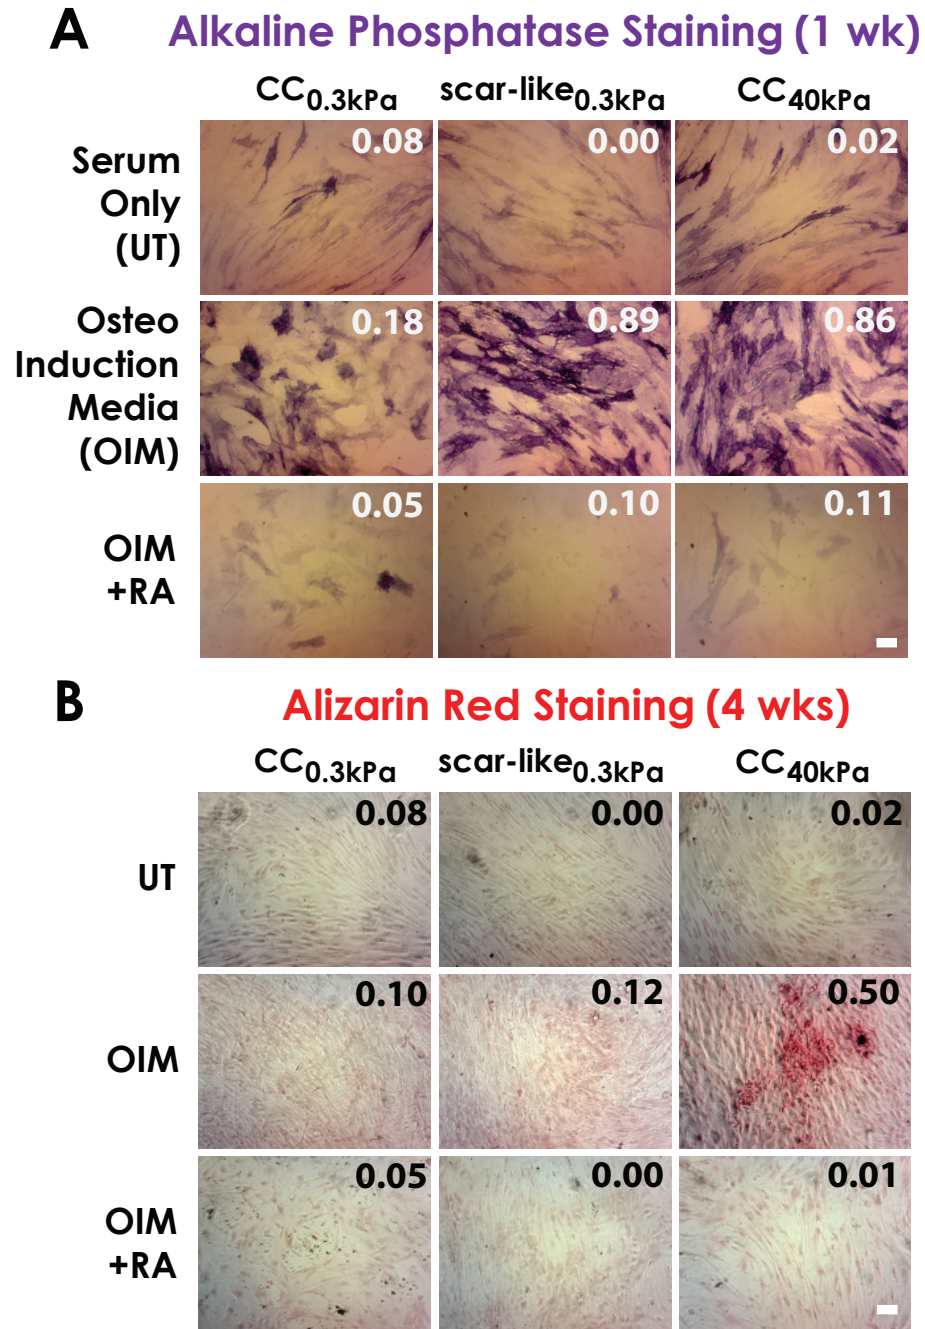 A Alkaline Phosphatase Staining (1 wk)
CC0.3kPa scar-like0.3kPa CC40kPa
Serum
Only
(UT)
0.08 0.00 0.02
Osteo
Induction
Media
(OIM)
0.18 0.89 0.86
OIM
+RA
0.05 0.10 0.11
B Alizarin Red Staining (4 wks)
CC0.3kPa scar-like0.3kPa CC40kPa
UT
0.08 0.00 0.02
OIM
0.10 0.12 0.50
OIM
+RA
0.05 0.00 0.01